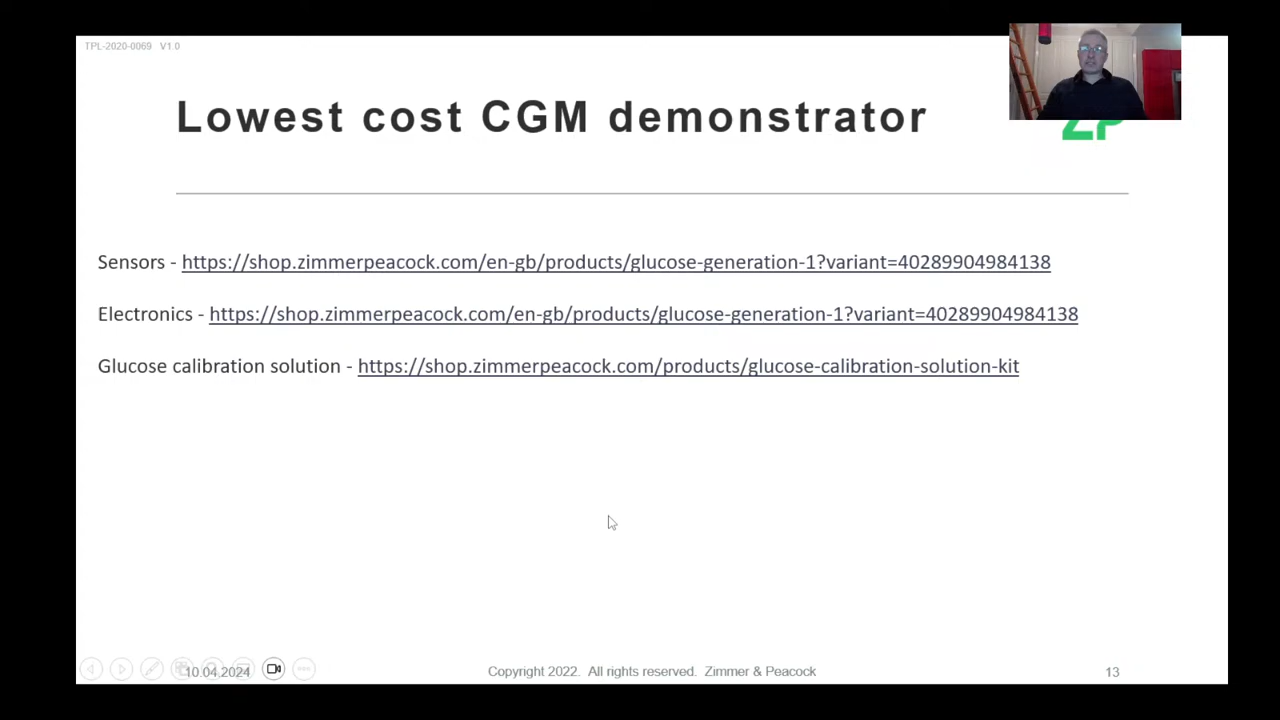 TPL-2020-0069 V1.0
Lowest cost CGM demonstrator
ZP
Sensors - https://shop.zimmerpeacock.com/en-gb/products/glucose-generation-1?variant=40289904984138
Electronics - https://shop.zimmerpeacock.com/en-gb/products/glucose-generation-1?variant=40289904984138
Glucose calibration solution - https://shop.zimmerpeacock.com/products/glucose-calibration-solution-kit
10.04.2024
Copyright 2022. All rights reserved. Zimmer & Peacock
13